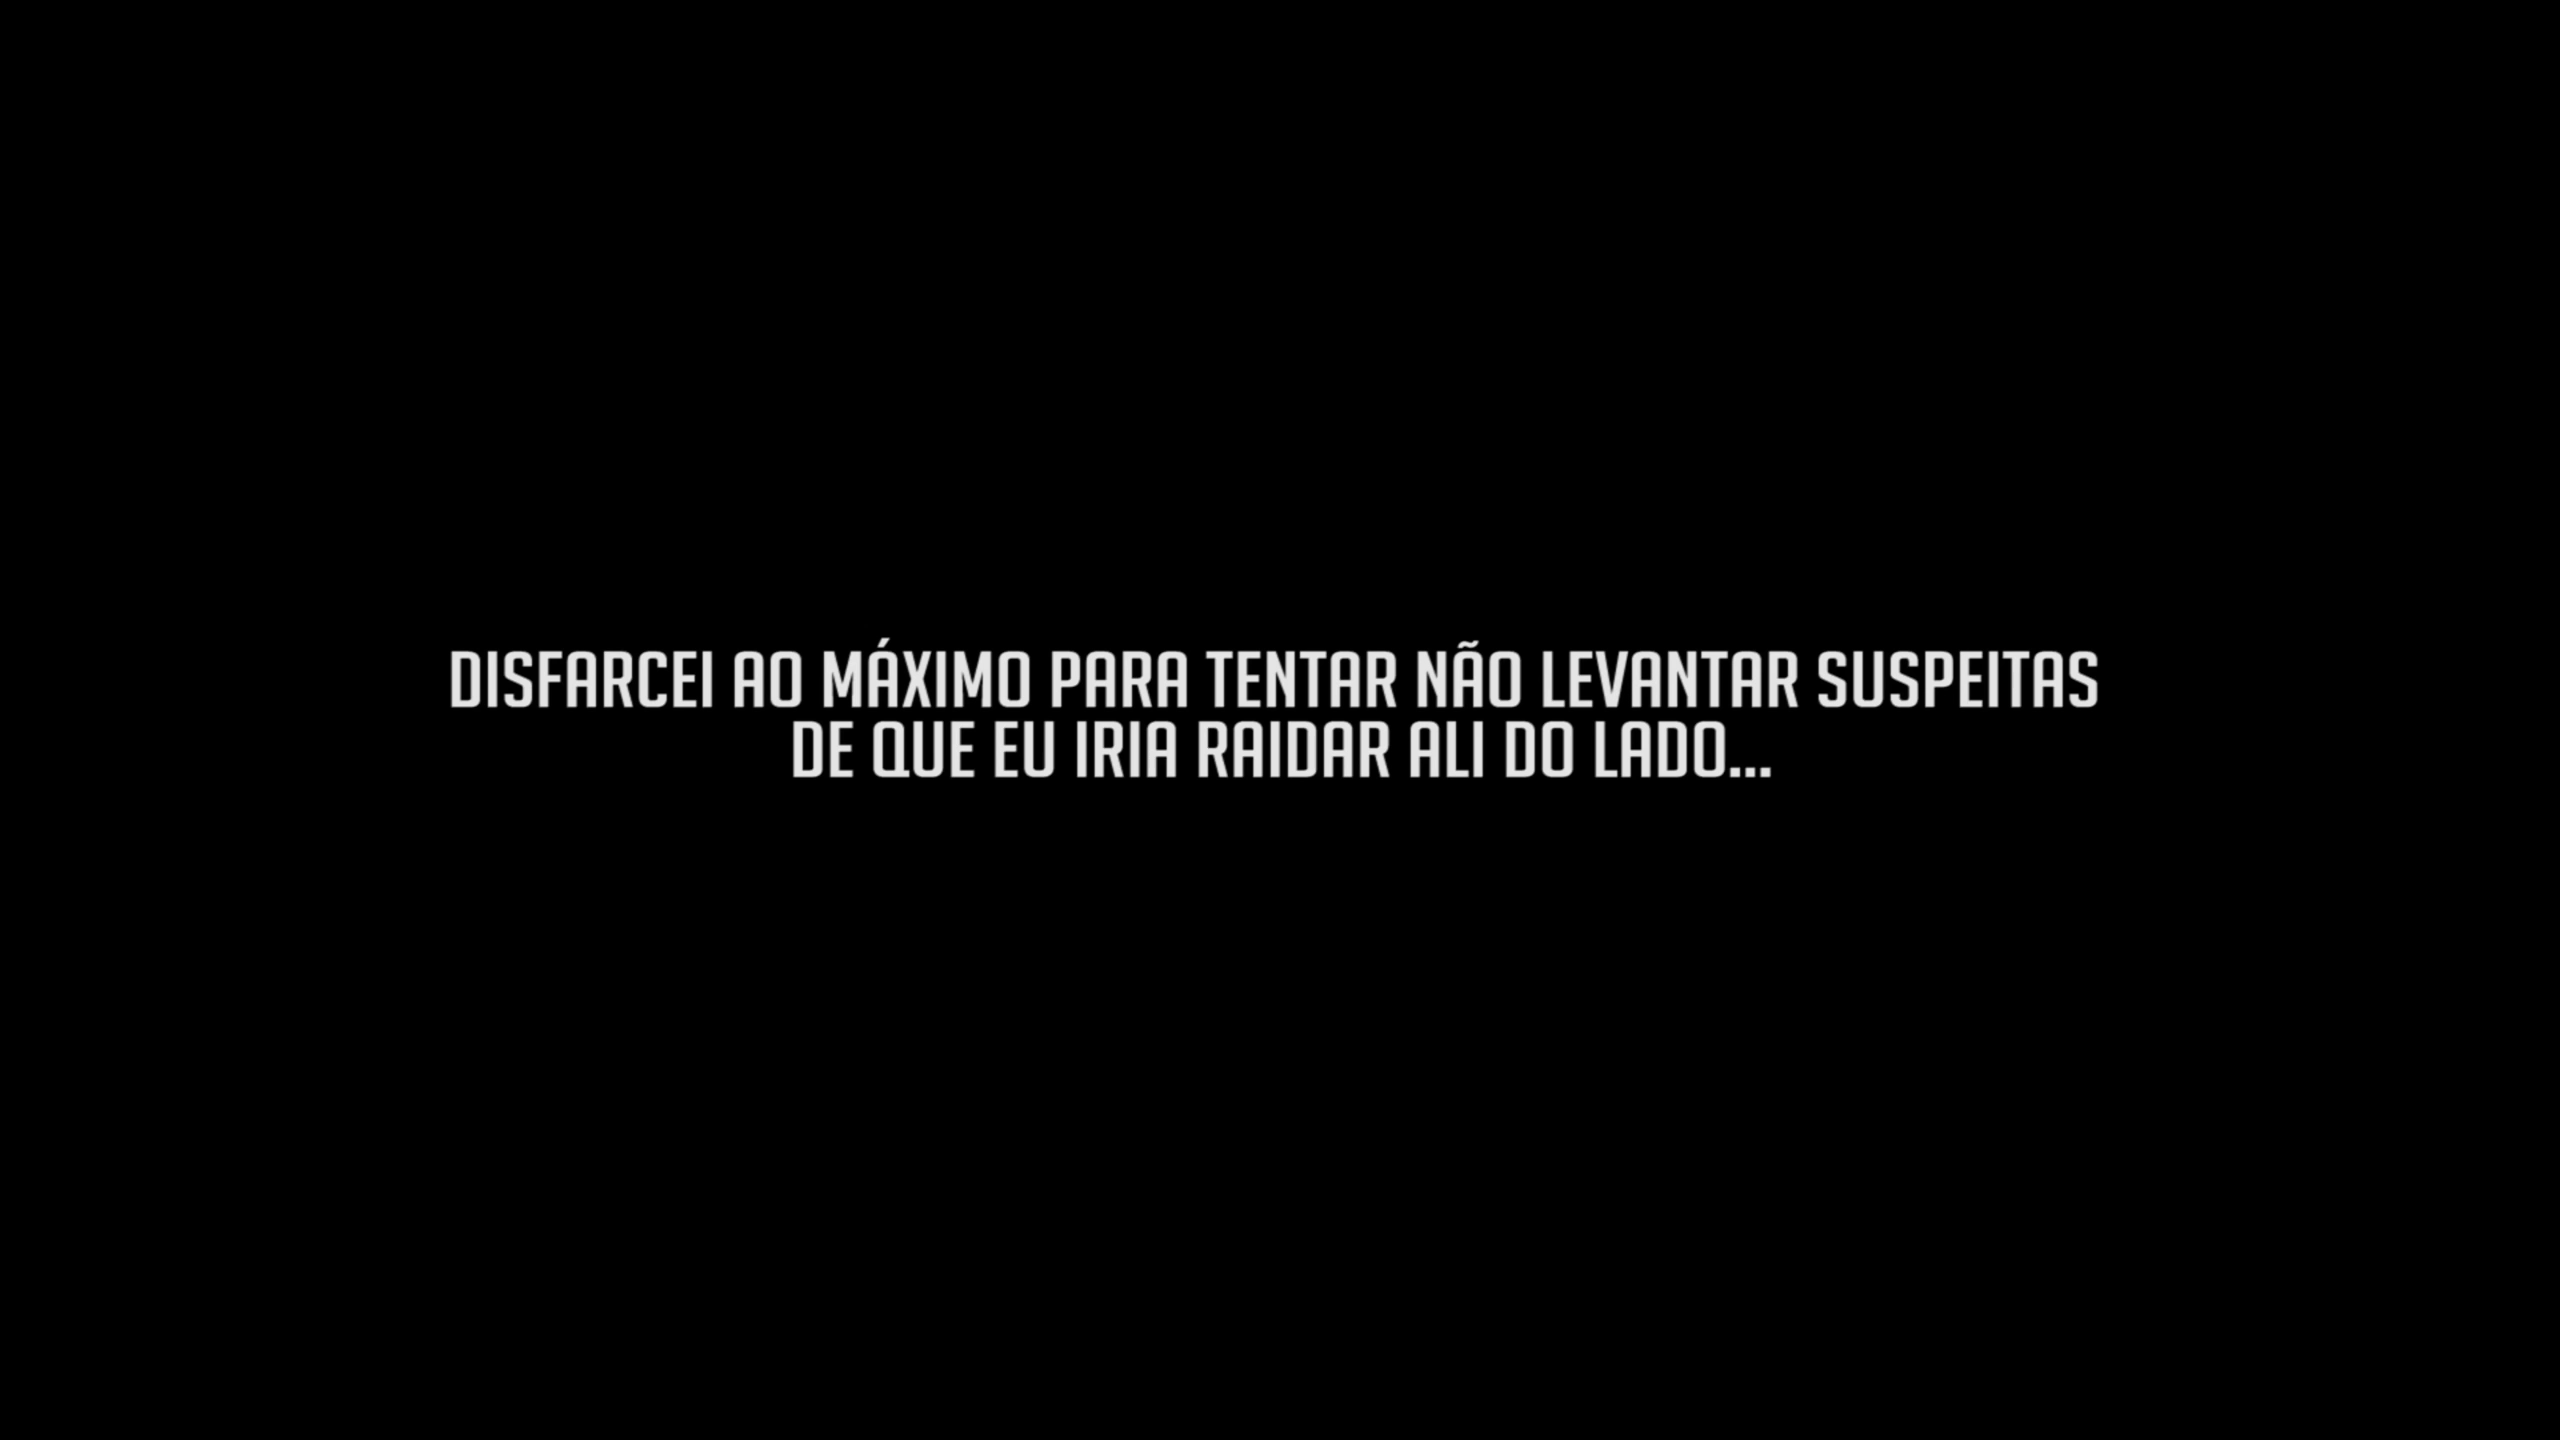 DISFARCEI AO MÁXIMO PARA TENTAR NÃO LEVANTAR SUSPEITAS
DE QUE EU IRIA RAIDAR ALI DO LADO...